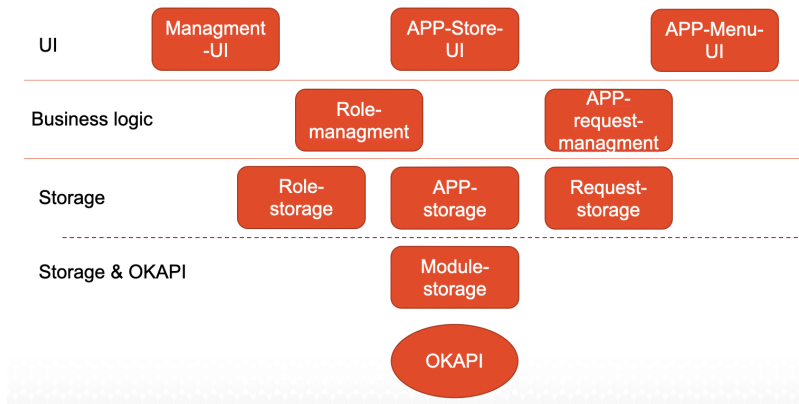 UI
Managment
-UI
APP-Store-
UI
APP-Menu-
UI
Business logic
Role-
managment
APP-
request-
managment
Storage
Role-
storage
APP-
storage
Request-
storage
Storage & OKAPI
Module-
storage
OKAPI